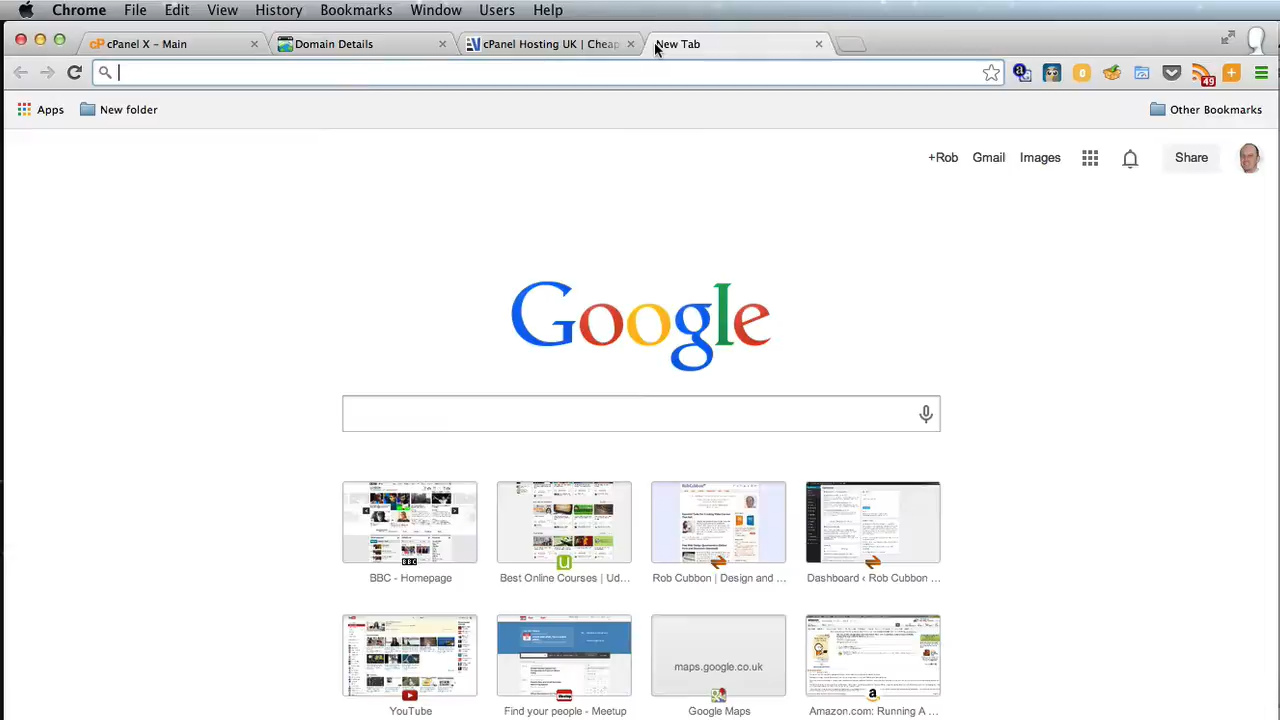 Chrome File Edit View History Bookmarks Window Users Help
cPanel X – Main Domain Details cPanel Hosting UK | Cheap New Tab
49
Apps New folder Other Bookmarks
+Rob Gmail Images Share
Google
BBC
BBC - Homepage Best Online Courses | Ud... Rob Cubbon | Design and ... Dashboard ‹ Rob Cubbon ...
maps.google.co.uk
YouTube Find your people - Meetup Google Maps Amazon.com: Running A ...